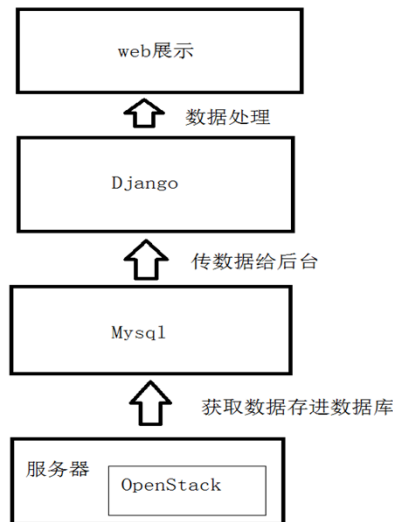 web展示
数据处理
Django
传数据给后台
Mysql
获取数据存进数据库
服务器
OpenStack